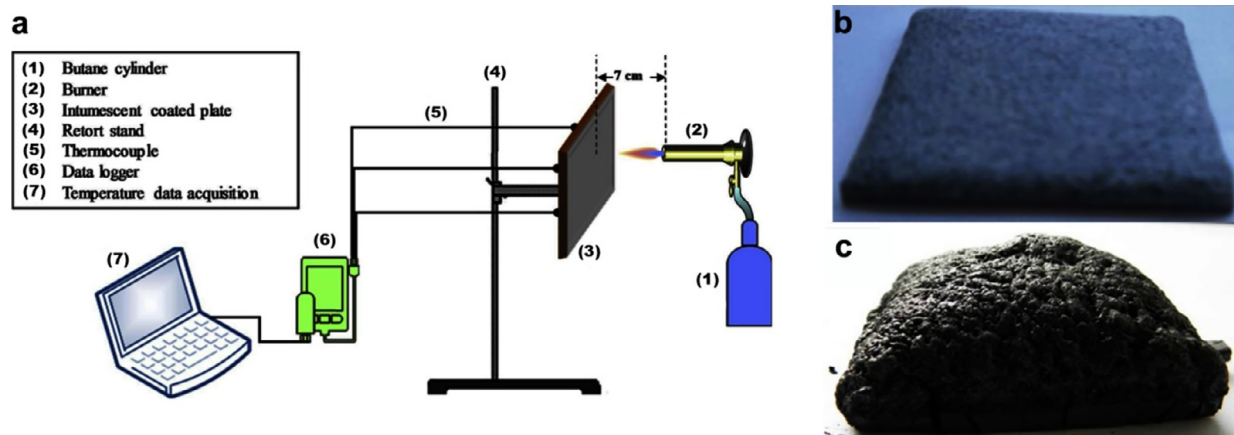 a
(1) Butane cylinder
(2) Burner
(3) Intumescent coated plate
(4) Retort stand
(5) Thermocouple
(6) Data logger
(7) Temperature data acquisition
(4)
7 cm
(5)
(2)
(3)
(6)
(7)
(1)
b
c